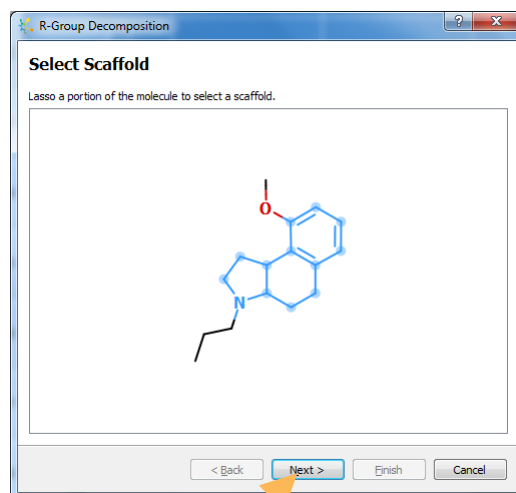 R-Group Decomposition
?
X
Select Scaffold
Lasso a portion of the molecule to select a scaffold.
O
N
< Back
Next >
Finish
Cancel